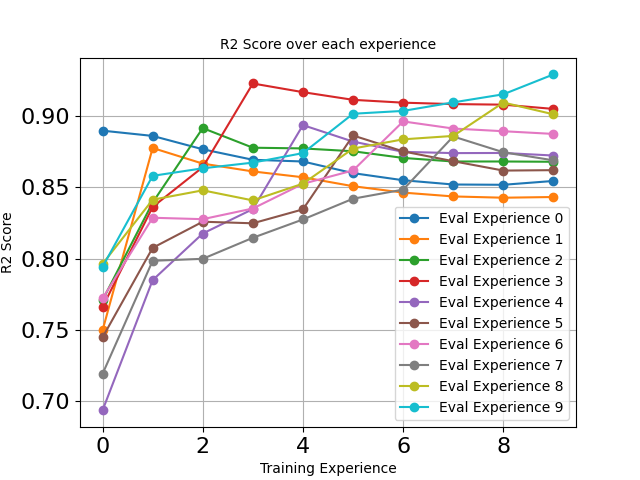 R2 Score over each experience
R2 Score
0.90
0.85
0.80
0.75
0.70
0
2
4
6
8
Training Experience
Eval Experience 0
Eval Experience 1
Eval Experience 2
Eval Experience 3
Eval Experience 4
Eval Experience 5
Eval Experience 6
Eval Experience 7
Eval Experience 8
Eval Experience 9